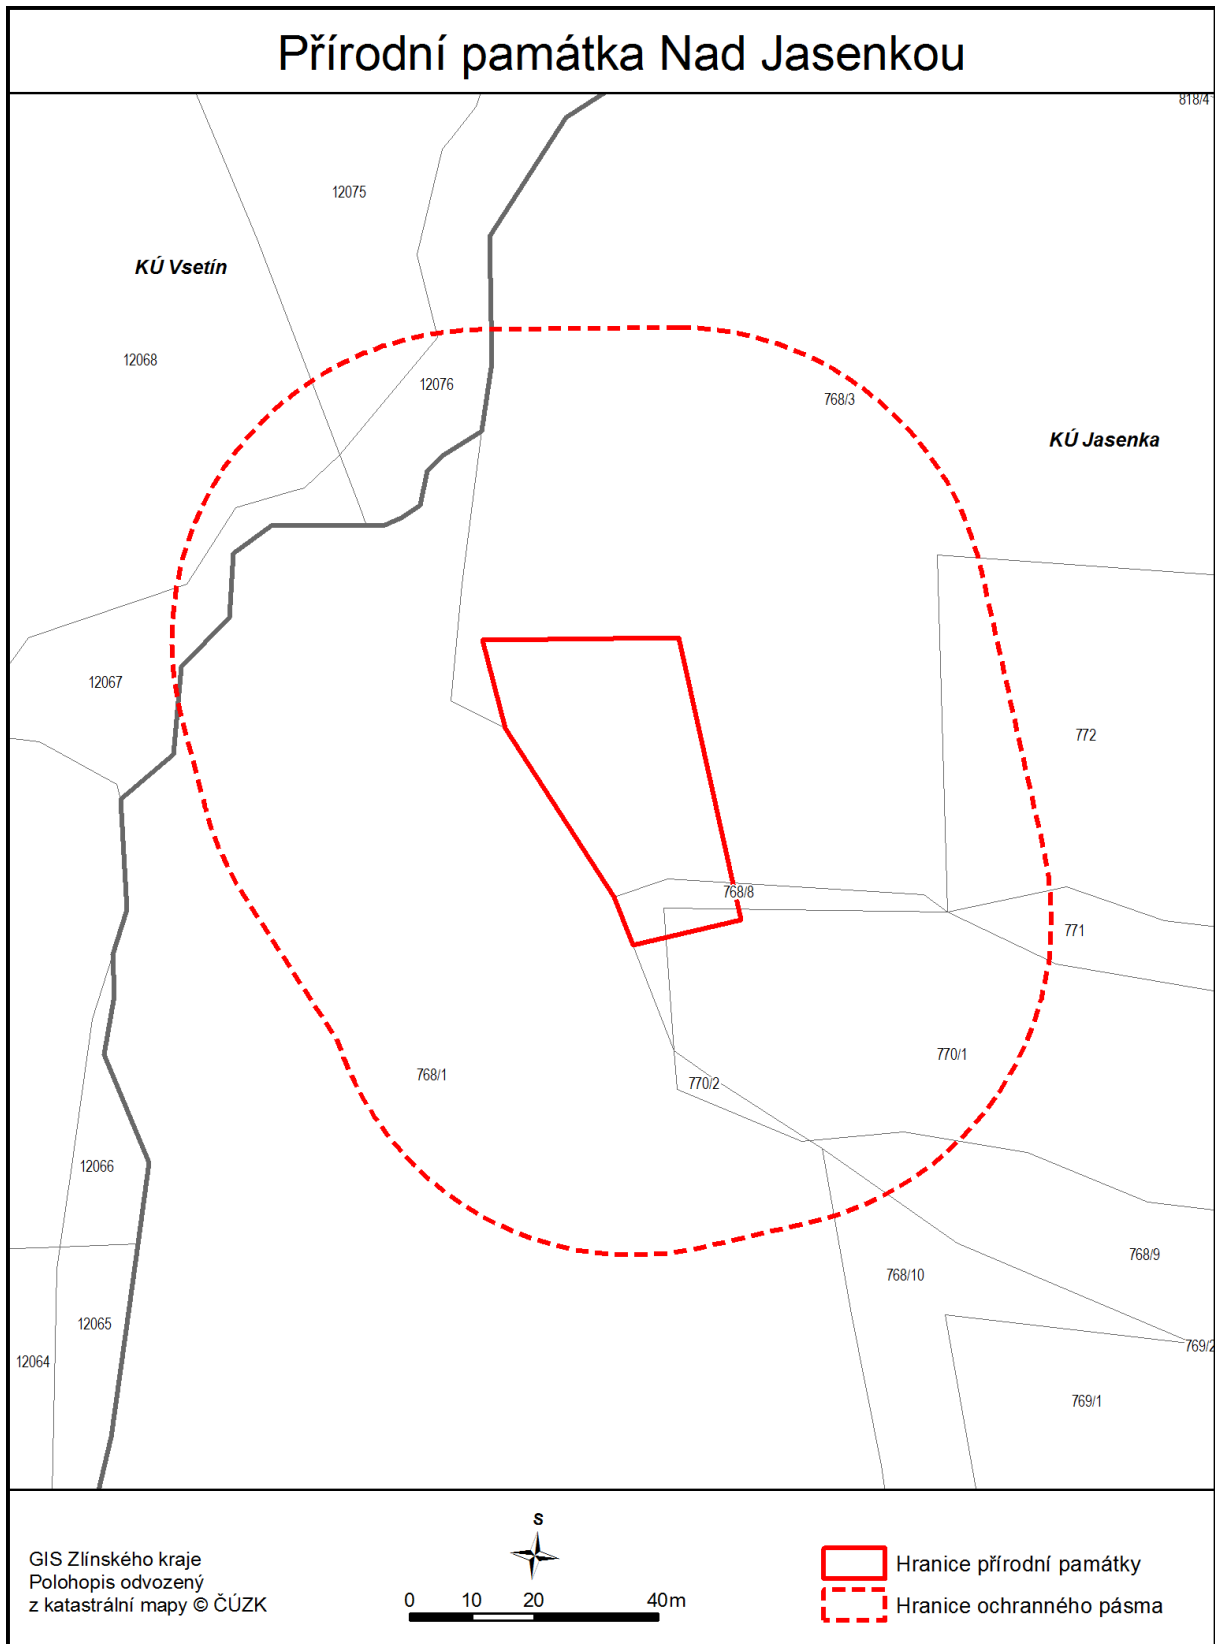 Přírodní památka Nad Jasenkou
818/4
12075
KÚ Vsetín
12068
12076
768/3
KÚ Jasenka
12067
772
768/8
771
770/1
768/1
770/2
12066
768/9
768/10
12065
769/2
12064
769/1
S
GIS Zlínského kraje
Polohopis odvozený
z katastrální mapy © ČÚZK
0 10 20 40 m
Hranice přírodní památky
Hranice ochranného pásma